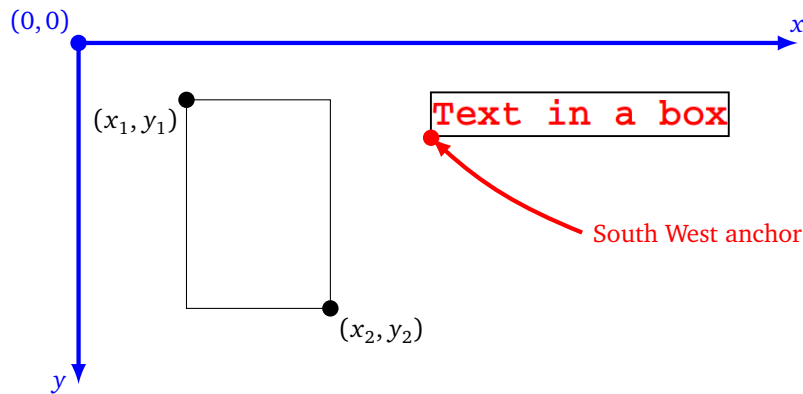 (0, 0)
x
(x₁, y₁)
Text in a box
South West anchor
(x₂, y₂)
y